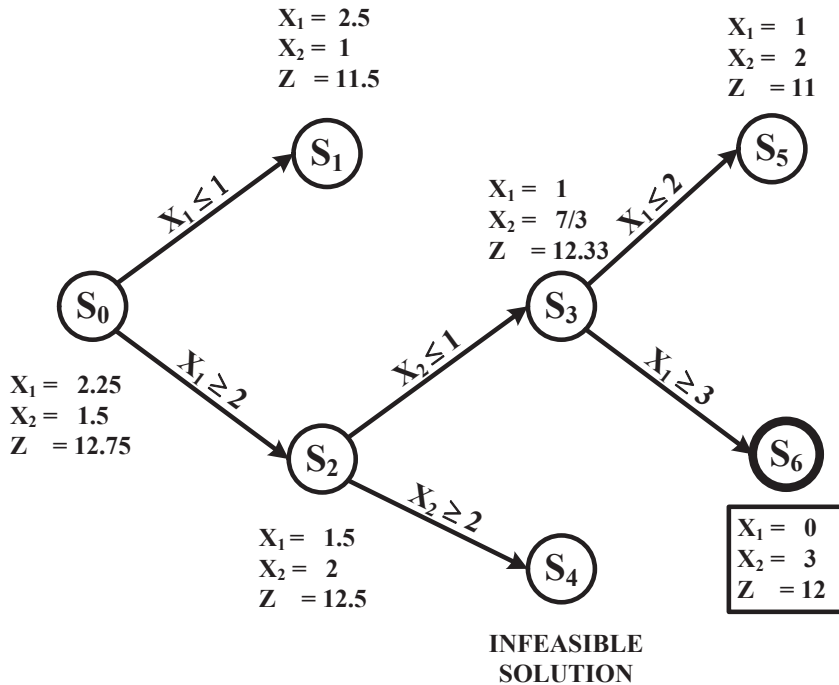 X₁ = 2.5
X₂ = 1
Z = 11.5
S₁
X₁ ≤ 1
S₀
X₁ = 2.25
X₂ = 1.5
Z = 12.75
X₁ ≥ 2
S₂
X₁ = 1.5
X₂ = 2
Z = 12.5
X₂ ≤ 1
X₁ = 1
X₂ = 7/3
Z = 12.33
S₃
X₂ ≥ 2
S₄
INFEASIBLE
SOLUTION
X₁ ≤ 2
X₁ = 1
X₂ = 2
Z = 11
S₅
X₁ ≥ 3
S₆
X₁ = 0
X₂ = 3
Z = 12